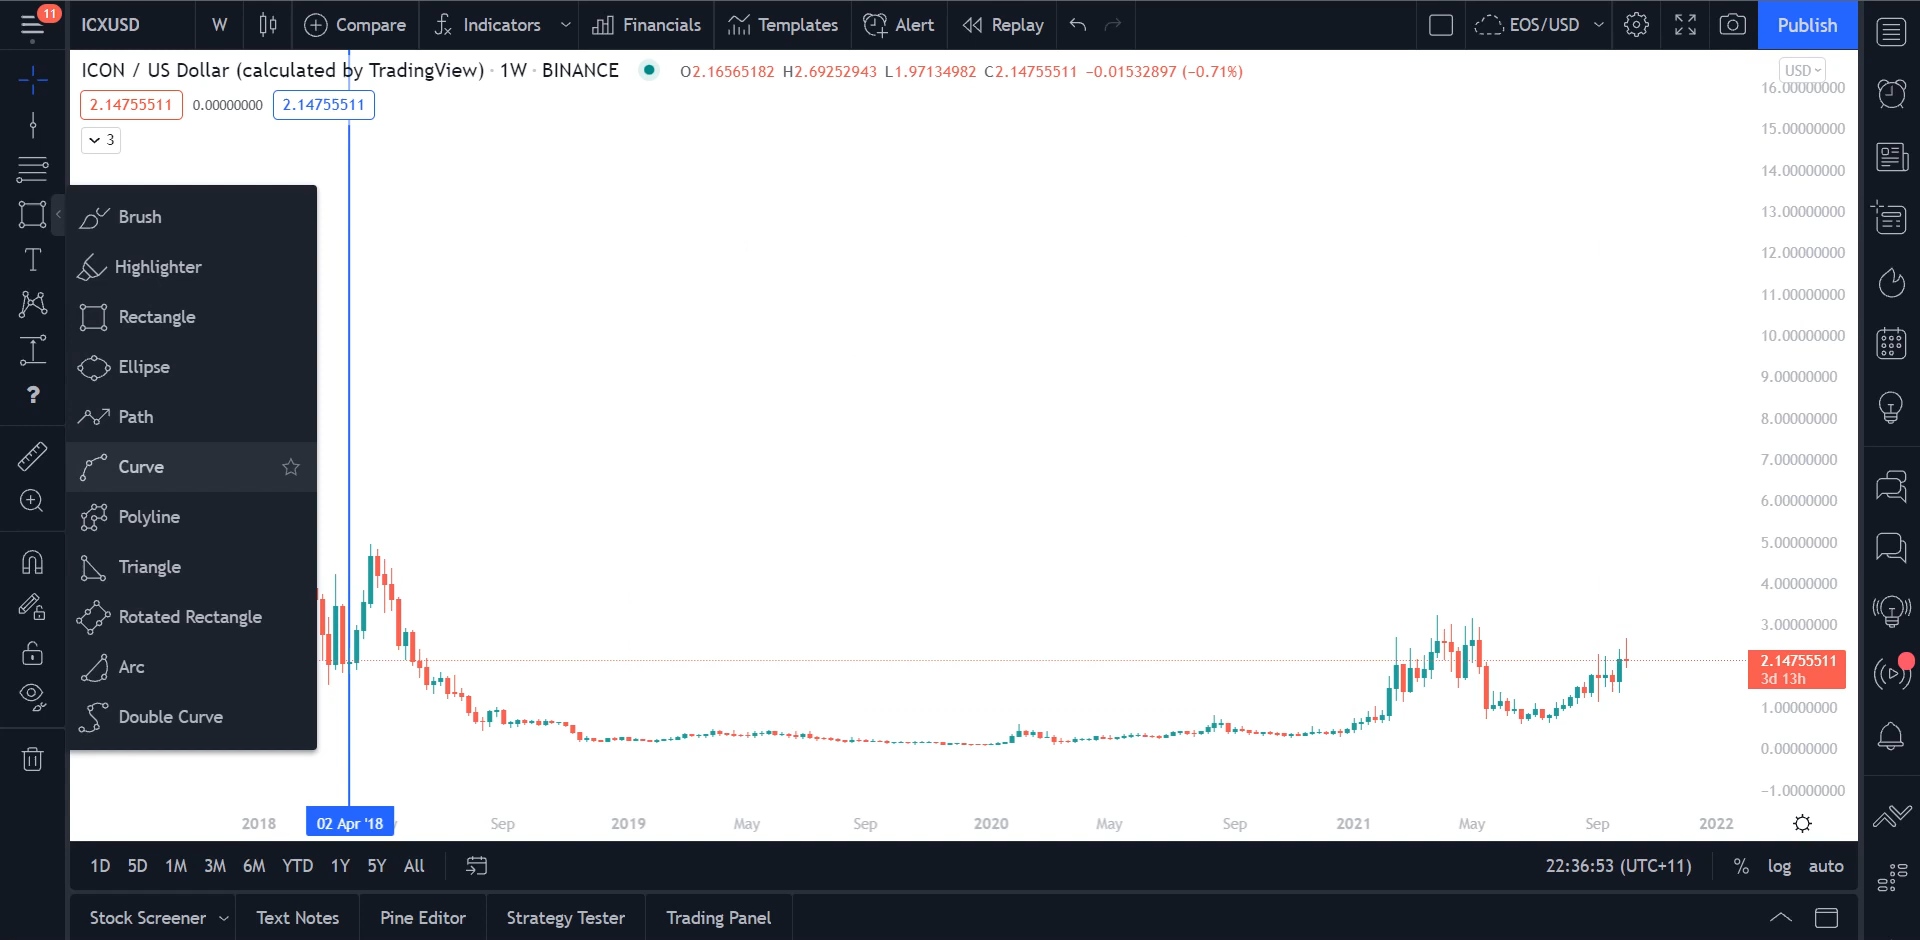 11 ICXUSD W Compare Indicators Financials Templates Alert Replay EOS/USD Publish
ICON / US Dollar (calculated by TradingView) · 1W · BINANCE O2.16565182 H2.69252943 L1.97134982 C2.14755511 −0.01532897 (−0.71%)
USD
2.14755511 0.00000000 2.14755511
3
Brush
Highlighter
Rectangle
Ellipse
Path
Curve
Polyline
Triangle
Rotated Rectangle
Arc
Double Curve
T
?
16.00000000
15.00000000
14.00000000
13.00000000
12.00000000
11.00000000
10.00000000
9.00000000
8.00000000
7.00000000
6.00000000
5.00000000
4.00000000
3.00000000
2.14755511
3d 13h
1.00000000
0.00000000
−1.00000000
2018 02 Apr '18 Sep 2019 May Sep 2020 May Sep 2021 May Sep 2022
1D 5D 1M 3M 6M YTD 1Y 5Y All 22:36:53 (UTC+11) % log auto
Stock Screener Text Notes Pine Editor Strategy Tester Trading Panel